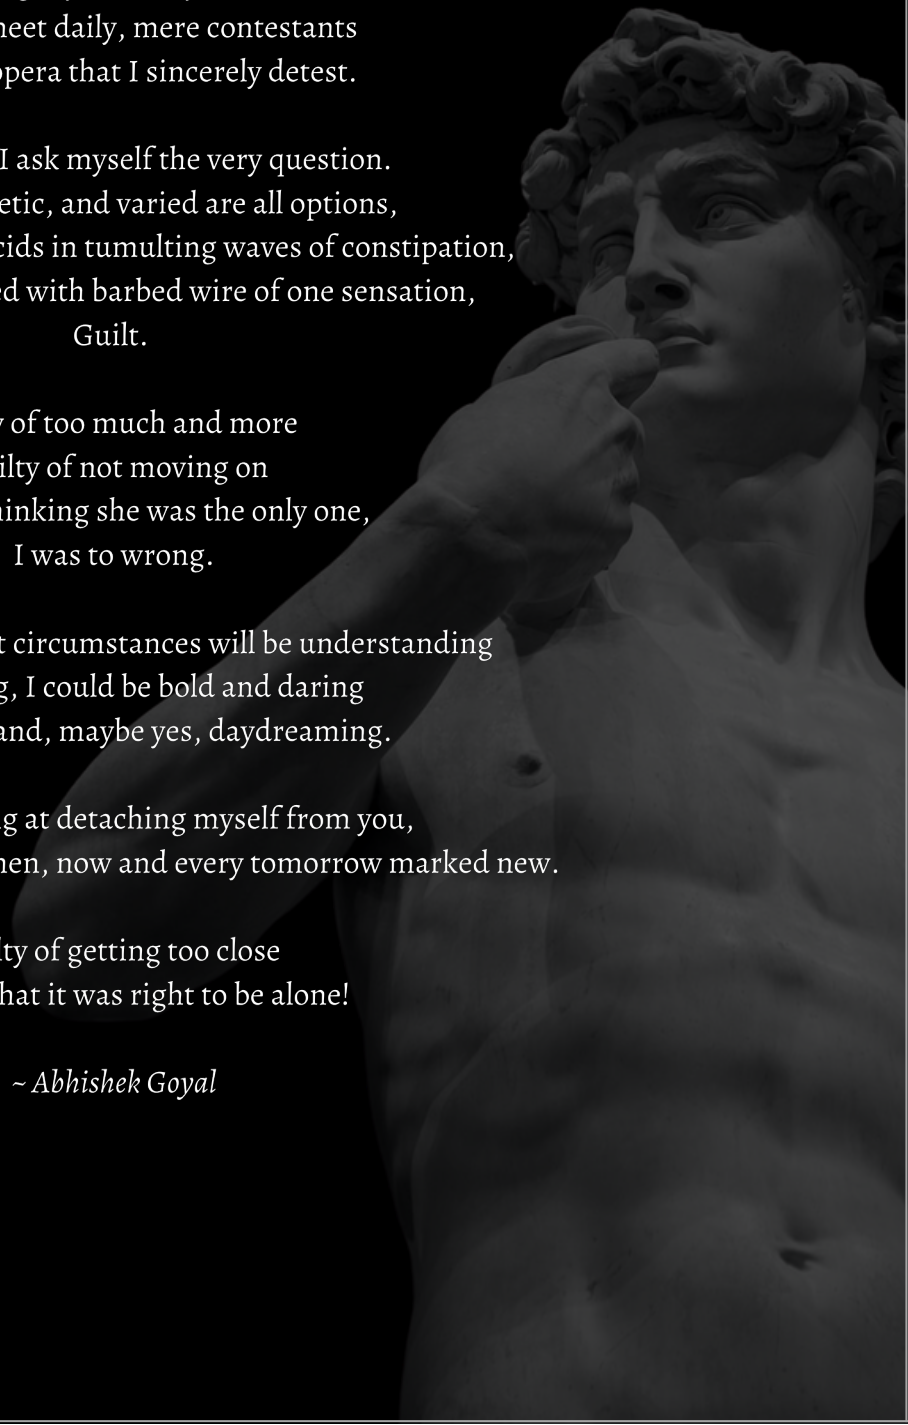 meet daily, mere contestants
opera that I sincerely detest.
I ask myself the very question.
etic, and varied are all options,
cids in tumulting waves of constipation,
ed with barbed wire of one sensation,
Guilt.
y of too much and more
ilty of not moving on
hinking she was the only one,
I was to wrong.
t circumstances will be understanding
g, I could be bold and daring
and, maybe yes, daydreaming.
ng at detaching myself from you,
hen, now and every tomorrow marked new.
lty of getting too close
hat it was right to be alone!
~ Abhishek Goyal